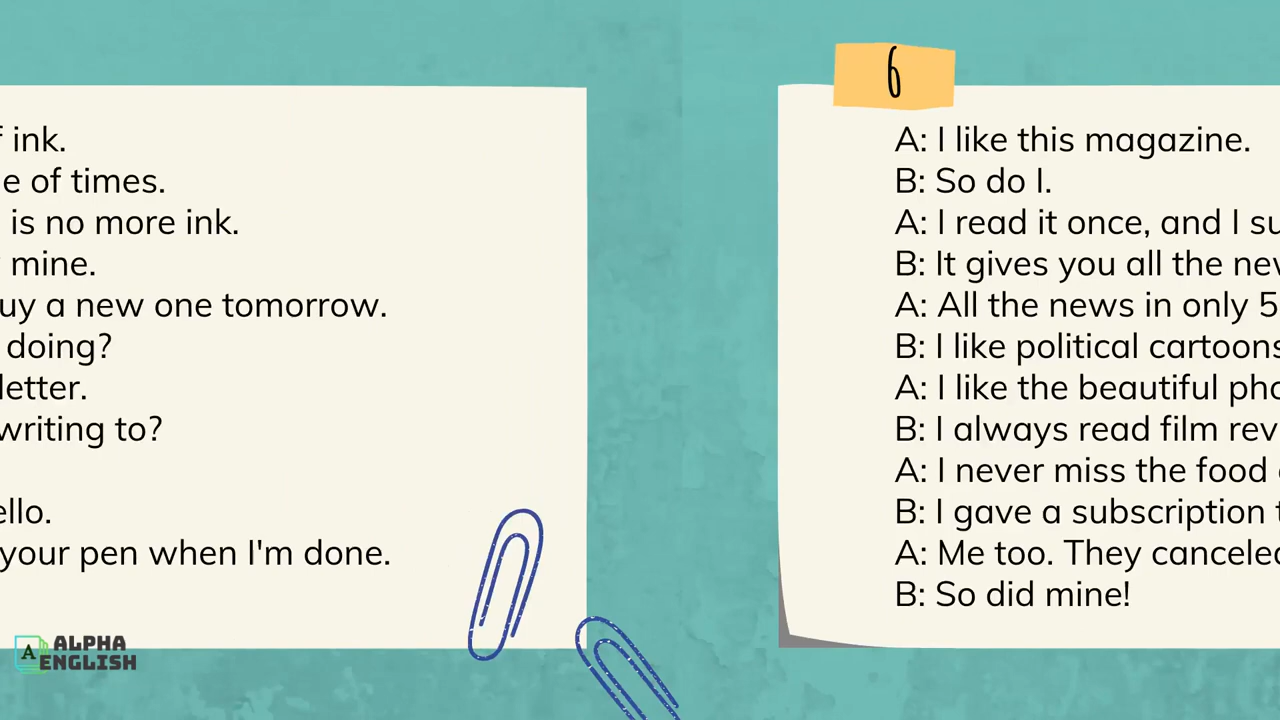 f ink.
e of times.
is no more ink.
mine.
uy a new one tomorrow.
doing?
letter.
writing to?
ello.
your pen when I'm done.
6
A: I like this magazine.
B: So do I.
A: I read it once, and I su
B: It gives you all the new
A: All the news in only 5
B: I like political cartoons
A: I like the beautiful pho
B: I always read film rev
A: I never miss the food
B: I gave a subscription t
A: Me too. They canceled
B: So did mine!
ALPHA
ENGLISH